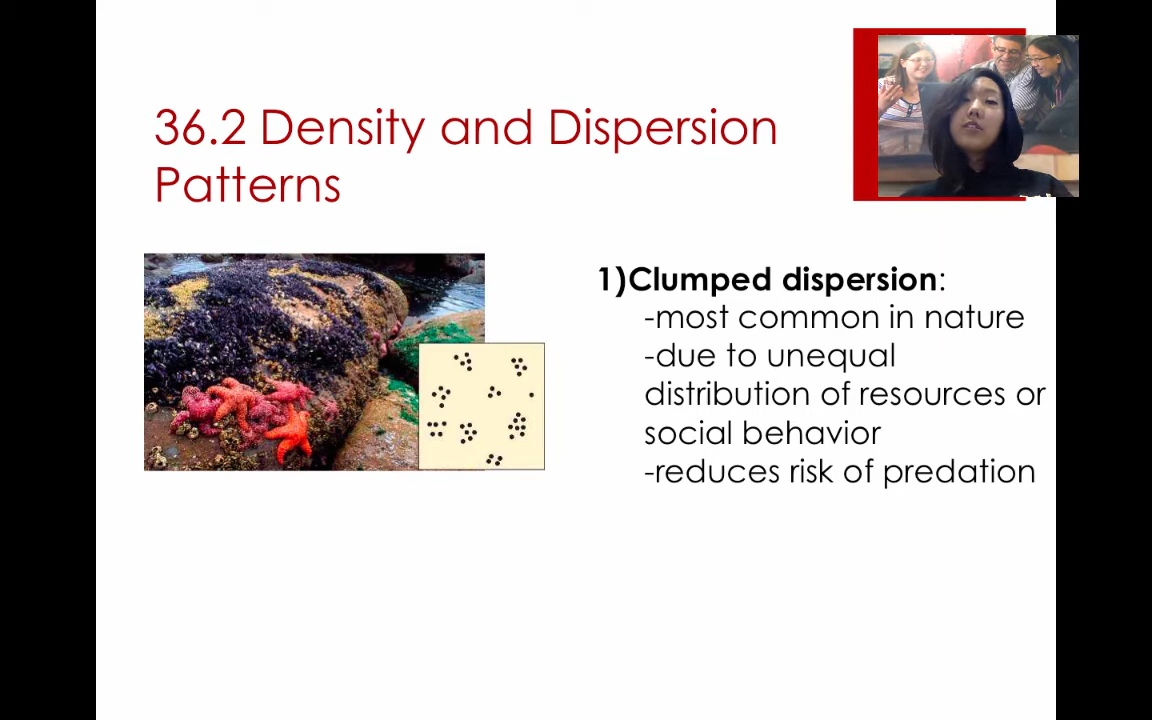 36.2 Density and Dispersion
Patterns
1)Clumped dispersion:
-most common in nature
-due to unequal
distribution of resources or
social behavior
-reduces risk of predation